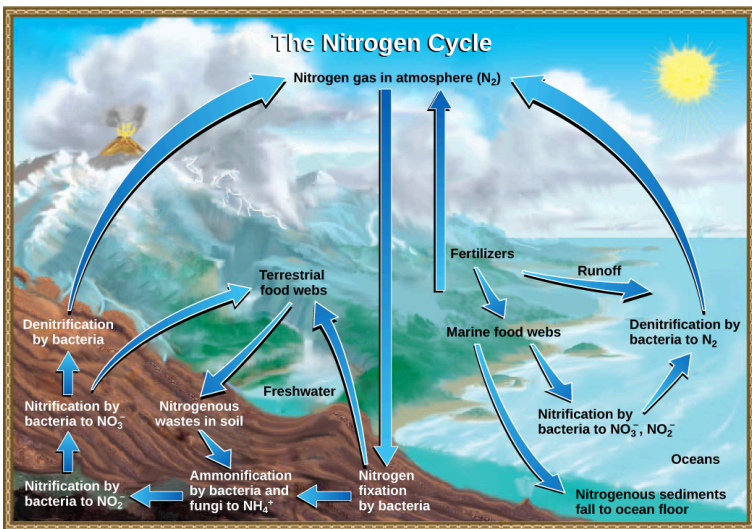 The Nitrogen Cycle
Nitrogen gas in atmosphere (N₂)
Fertilizers
Runoff
Terrestrial
food webs
Denitrification
by bacteria
Marine food webs
Denitrification by
bacteria to N₂
Freshwater
Nitrification by
bacteria to NO₃⁻
Nitrogenous
wastes in soil
Nitrification by
bacteria to NO₃⁻, NO₂⁻
Oceans
Nitrification by
bacteria to NO₂⁻
Ammonification
by bacteria and
fungi to NH₄⁺
Nitrogen
fixation
by bacteria
Nitrogenous sediments
fall to ocean floor